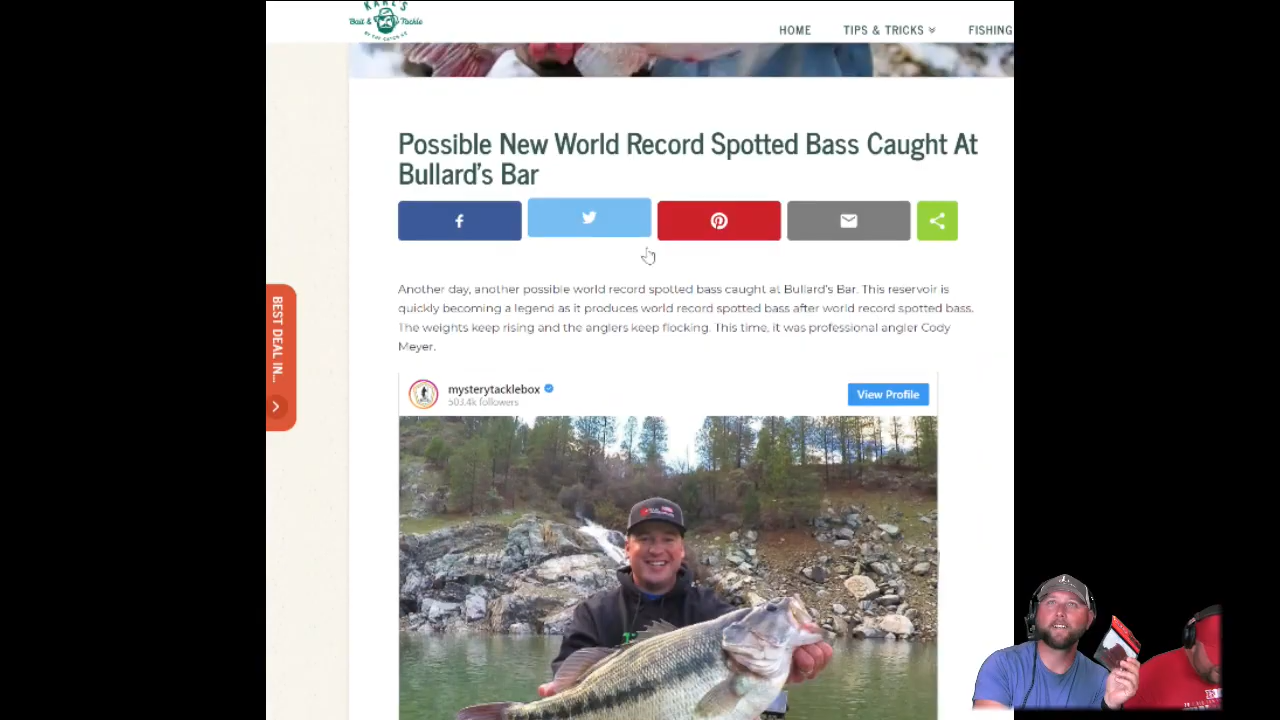 KARL'S
Bait & Tackle
HOME
TIPS & TRICKS
FISHING
Possible New World Record Spotted Bass Caught At
Bullard's Bar
Another day, another possible world record spotted bass caught at Bullard's Bar. This reservoir is
quickly becoming a legend as it produces world record spotted bass after world record spotted bass.
The weights keep rising and the anglers keep flocking. This time, it was professional angler Cody
Meyer.
BEST DEAL IN...
mysterytacklebox
503.4k followers
View Profile